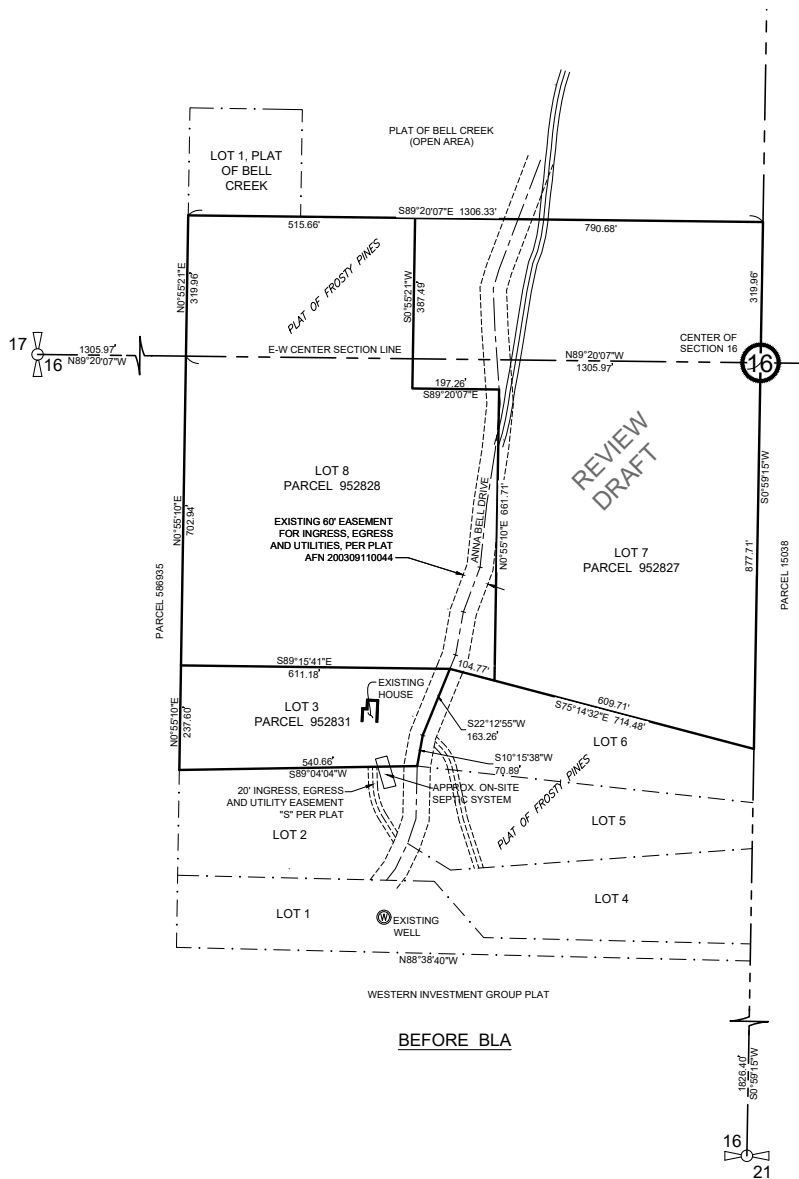 PLAT OF BELL CREEK
(OPEN AREA)
LOT 1, PLAT
OF BELL
CREEK
S89°20'07"E 1306.33'
515.66'
790.68'
N0°55'21"E
319.96'
PLAT OF FROSTY PINES
S0°55'21"W
387.49'
319.96'
17
16
1305.97'
N89°20'07"W
E-W CENTER SECTION LINE
N89°20'07"W
1305.97'
CENTER OF
SECTION 16
16
197.26'
S89°20'07"E
REVIEW
DRAFT
S0°59'15"W
877.71'
LOT 8
PARCEL 952828
N0°55'10"E
702.94'
EXISTING 60' EASEMENT
FOR INGRESS, EGRESS
AND UTILITIES, PER PLAT
AFN 200309110044
ANNA BELL DRIVE
N0°55'10"E 661.71'
LOT 7
PARCEL 952827
PARCEL 586935
PARCEL 15038
S89°15'41"E
611.18'
104.77'
609.71'
S75°14'32"E 714.48'
EXISTING
HOUSE
LOT 3
PARCEL 952831
N0°55'10"E
237.60'
S22°12'55"W
163.26'
LOT 6
S10°15'38"W
70.89'
540.66'
S89°04'04"W
20' INGRESS, EGRESS
AND UTILITY EASEMENT
"S" PER PLAT
APPROX. ON-SITE
SEPTIC SYSTEM
PLAT OF FROSTY PINES
LOT 2
LOT 5
LOT 1
W EXISTING
WELL
LOT 4
N88°38'40"W
WESTERN INVESTMENT GROUP PLAT
BEFORE BLA
1826.40'
S0°59'15"W
16
21